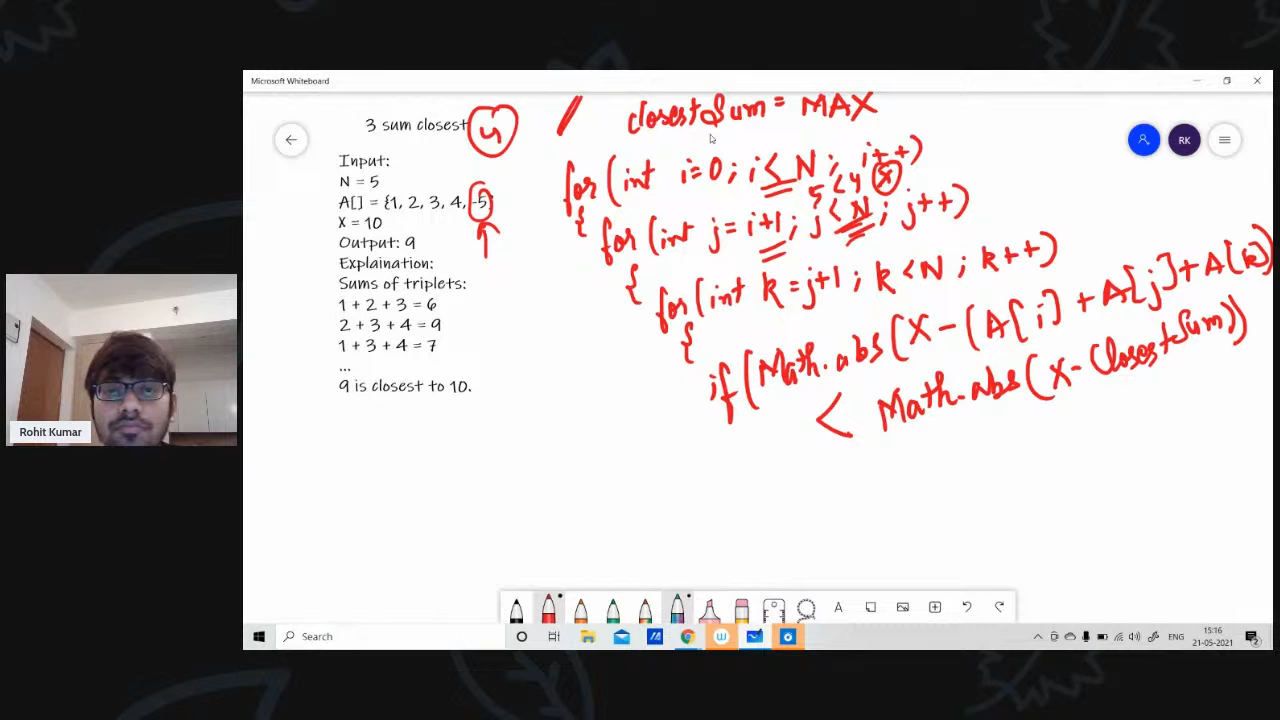 Microsoft Whiteboard
3 sum closest
4
Input:
N = 5
A[] = {1, 2, 3, 4, -5}
X = 10
Output: 9
Explaination:
Sums of triplets:
1 + 2 + 3 = 6
2 + 3 + 4 = 9
1 + 3 + 4 = 7
...
9 is closest to 10.
closestSum = MAX
for (int i=0; i < N; i++)
5 < 4 X
{ for (int j = i+1; j < N; j++)
{ for (int k = j+1; k < N; k++)
{
if (Math.abs (X - (A[i] + A[j] + A[k])
< Math.abs (X - ClosestSum))
RK
Rohit Kumar
A
Search
ENG
15:16
21-05-2021
2